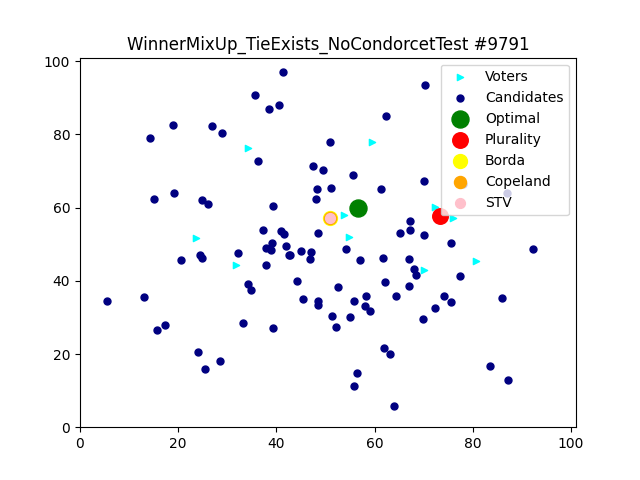 WinnerMixUp_TieExists_NoCondorcetTest #9791
100
80
60
40
20
0
0 20 40 60 80 100
Voters
Candidates
Optimal
Plurality
Borda
Copeland
STV